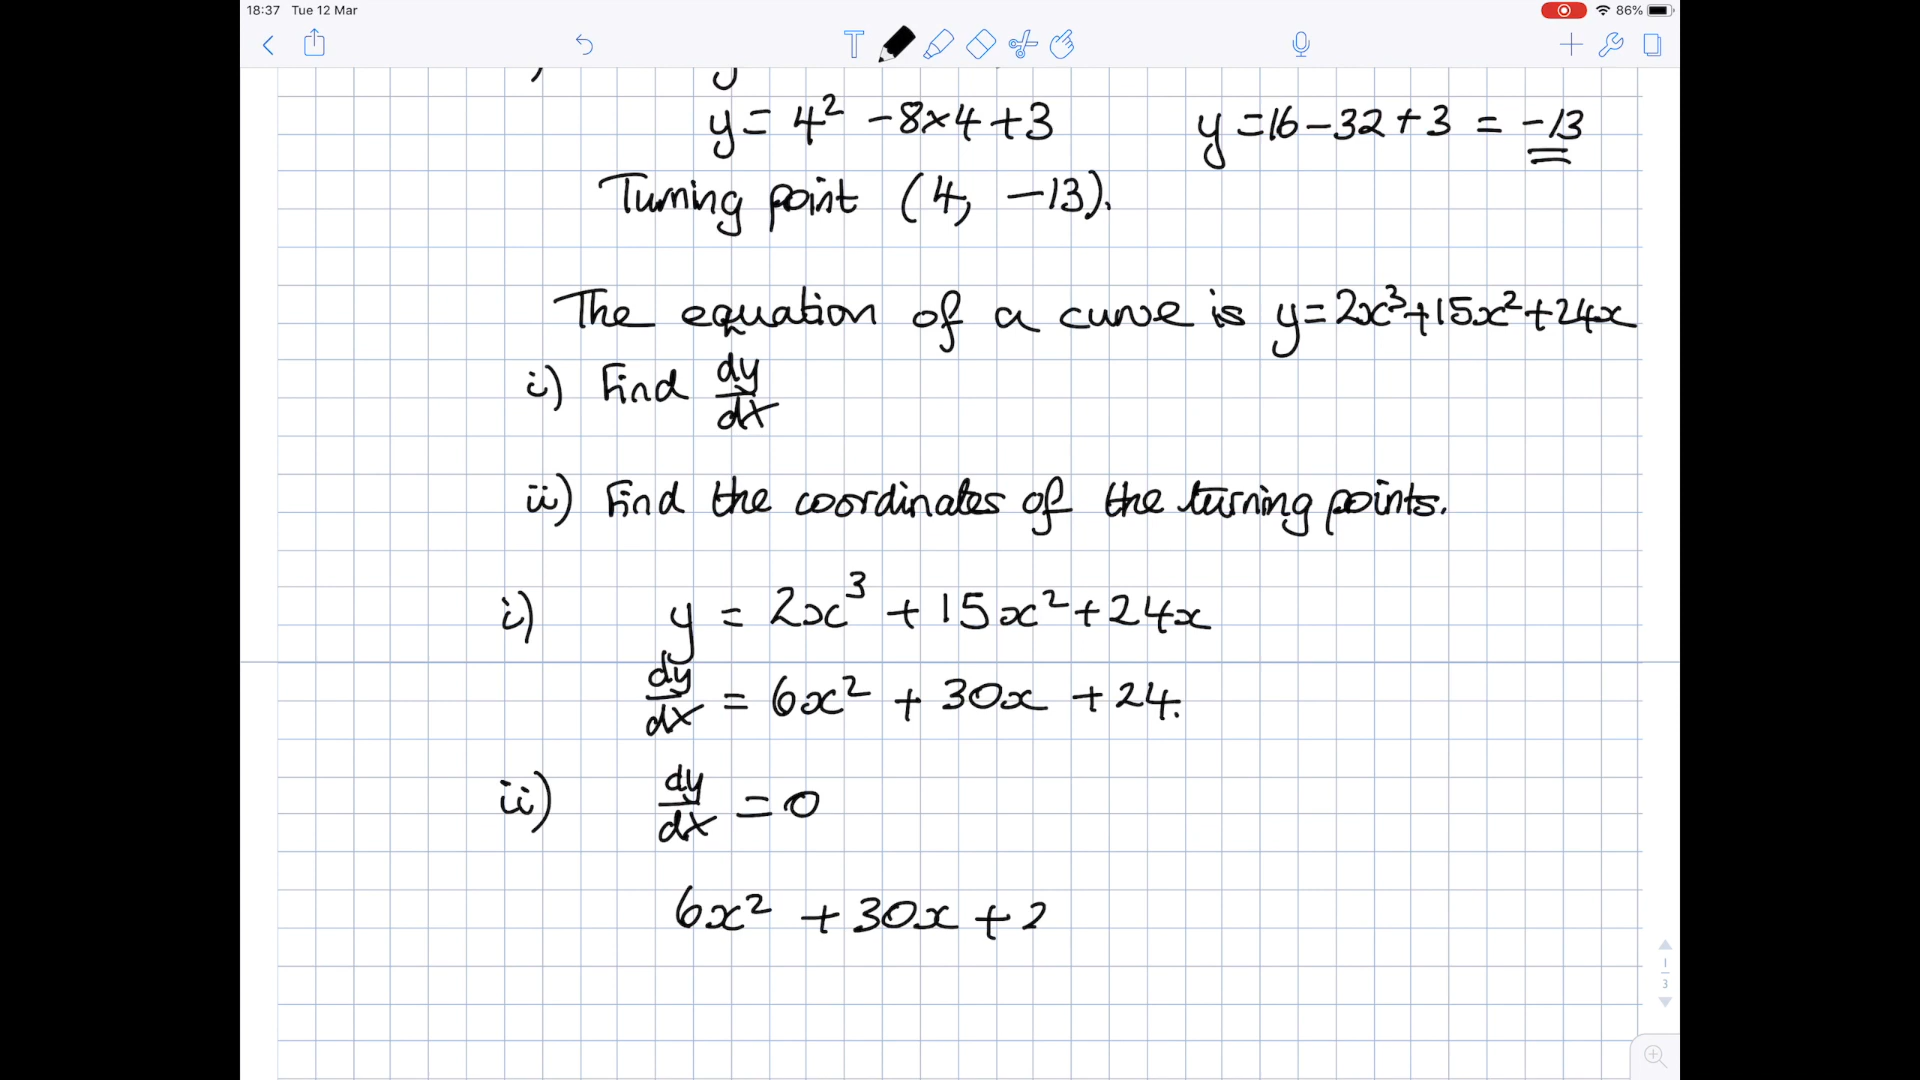 18:37 Tue 12 Mar 86%
y = 4² - 8×4 + 3 y = 16 - 32 + 3 = -13
Turning point (4, -13).
The equation of a curve is y = 2x³ + 15x² + 24x
i) Find dy/dx
ii) Find the coordinates of the turning points.
i) y = 2x³ + 15x² + 24x
dy/dx = 6x² + 30x + 24.
ii) dy/dx = 0
6x² + 30x + 2
1
3